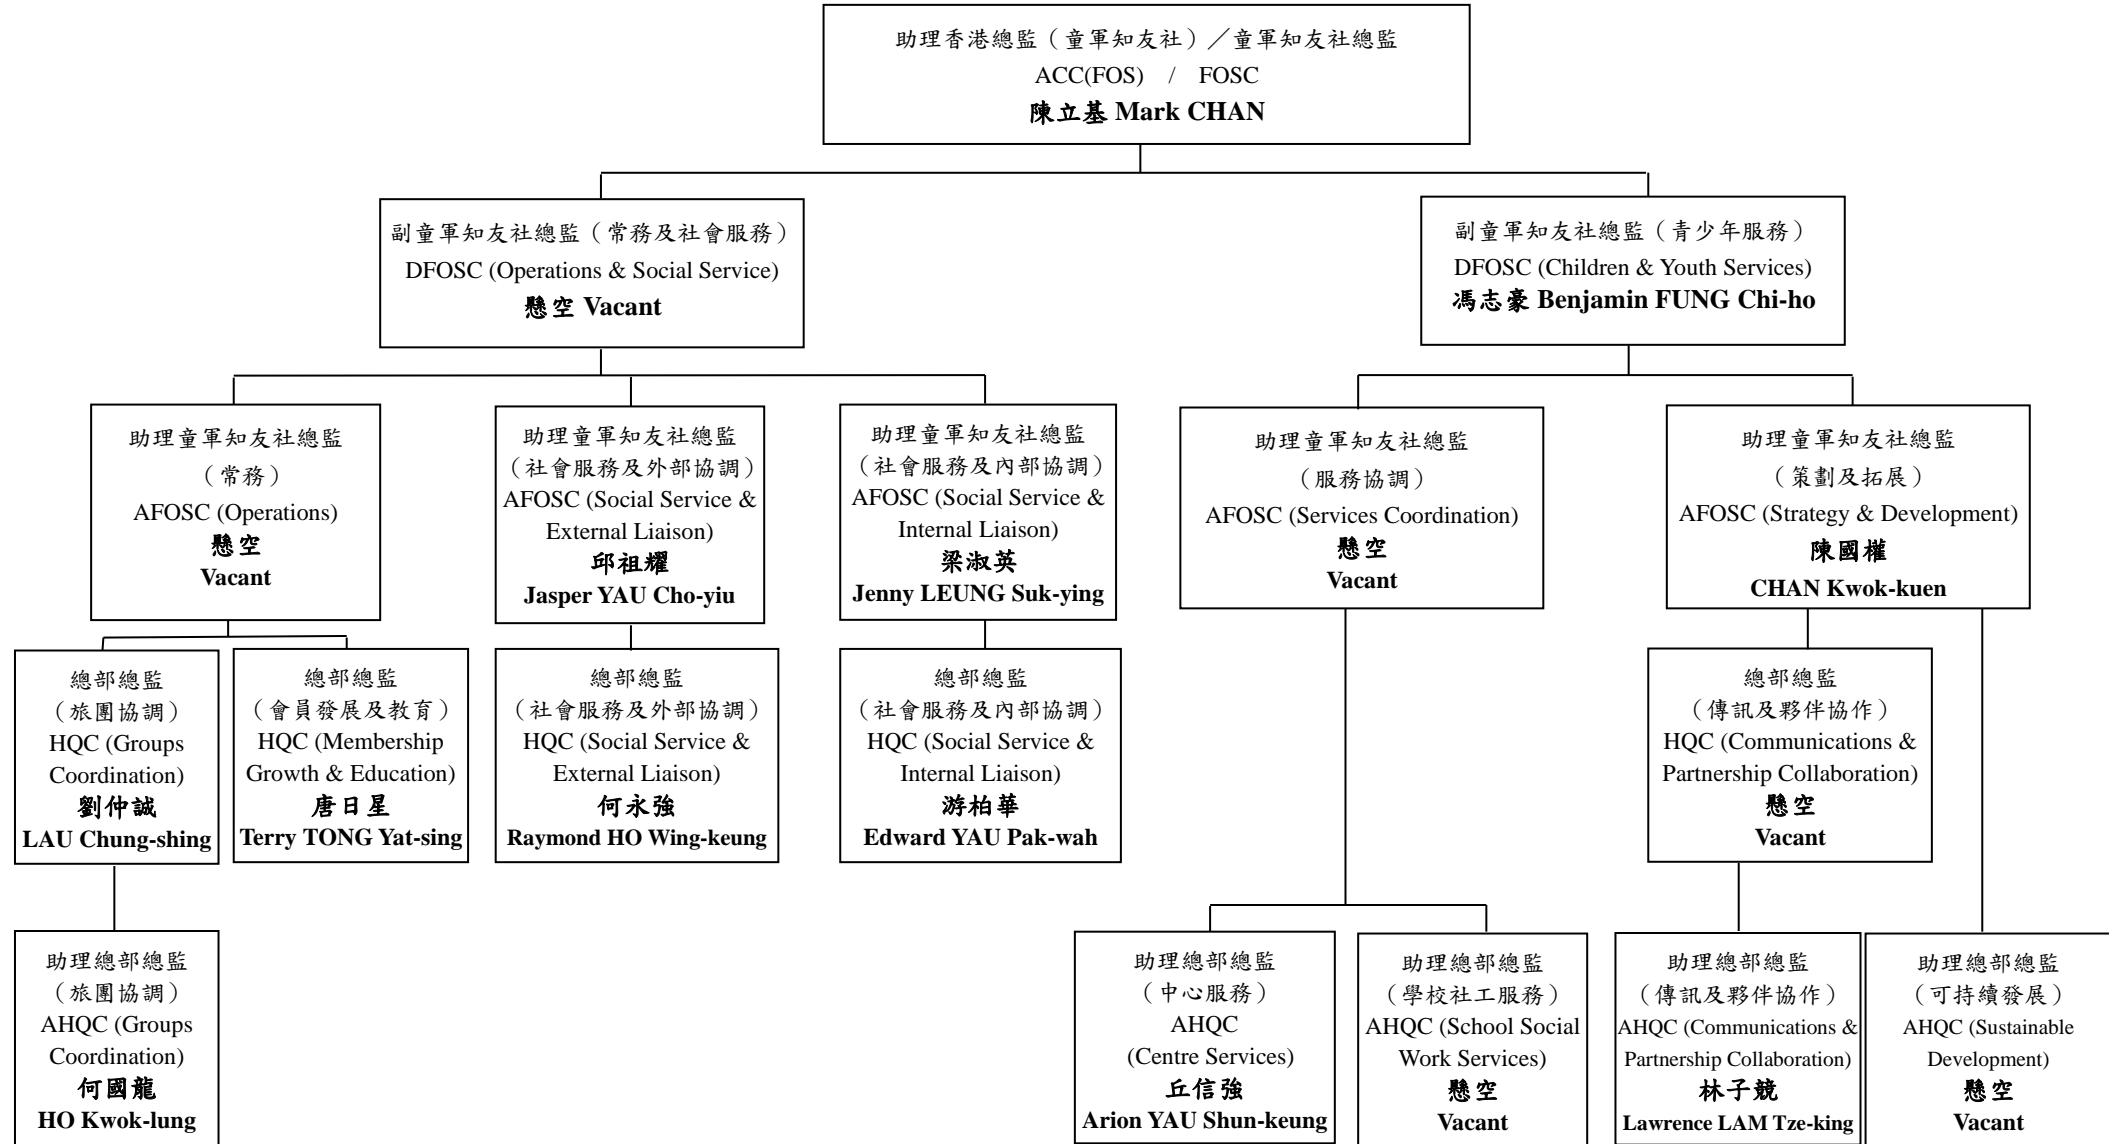 助理香港總監（童軍知友社）／童軍知友社總監
ACC(FOS) / FOSC
陳立基 Mark CHAN
副童軍知友社總監（常務及社會服務）
DFOSC (Operations & Social Service)
懸空 Vacant
副童軍知友社總監（青少年服務）
DFOSC (Children & Youth Services)
馮志豪 Benjamin FUNG Chi-ho
助理童軍知友社總監
（常務）
AFOSC (Operations)
懸空
Vacant
助理童軍知友社總監
（社會服務及外部協調）
AFOSC (Social Service &
External Liaison)
邱祖耀
Jasper YAU Cho-yiu
助理童軍知友社總監
（社會服務及內部協調）
AFOSC (Social Service &
Internal Liaison)
梁淑英
Jenny LEUNG Suk-ying
助理童軍知友社總監
（服務協調）
AFOSC (Services Coordination)
懸空
Vacant
助理童軍知友社總監
（策劃及拓展）
AFOSC (Strategy & Development)
陳國權
CHAN Kwok-kuen
總部總監
（旅團協調）
HQC (Groups
Coordination)
劉仲誠
LAU Chung-shing
總部總監
（會員發展及教育）
HQC (Membership
Growth & Education)
唐日星
Terry TONG Yat-sing
總部總監
（社會服務及外部協調）
HQC (Social Service &
External Liaison)
何永強
Raymond HO Wing-keung
總部總監
（社會服務及內部協調）
HQC (Social Service &
Internal Liaison)
游柏華
Edward YAU Pak-wah
總部總監
（傳訊及夥伴協作）
HQC (Communications &
Partnership Collaboration)
懸空
Vacant
助理總部總監
（旅團協調）
AHQC (Groups
Coordination)
何國龍
HO Kwok-lung
助理總部總監
（中心服務）
AHQC
(Centre Services)
丘信強
Arion YAU Shun-keung
助理總部總監
（學校社工服務）
AHQC (School Social
Work Services)
懸空
Vacant
助理總部總監
（傳訊及夥伴協作）
AHQC (Communications &
Partnership Collaboration)
林子競
Lawrence LAM Tze-king
助理總部總監
（可持續發展）
AHQC (Sustainable
Development)
懸空
Vacant